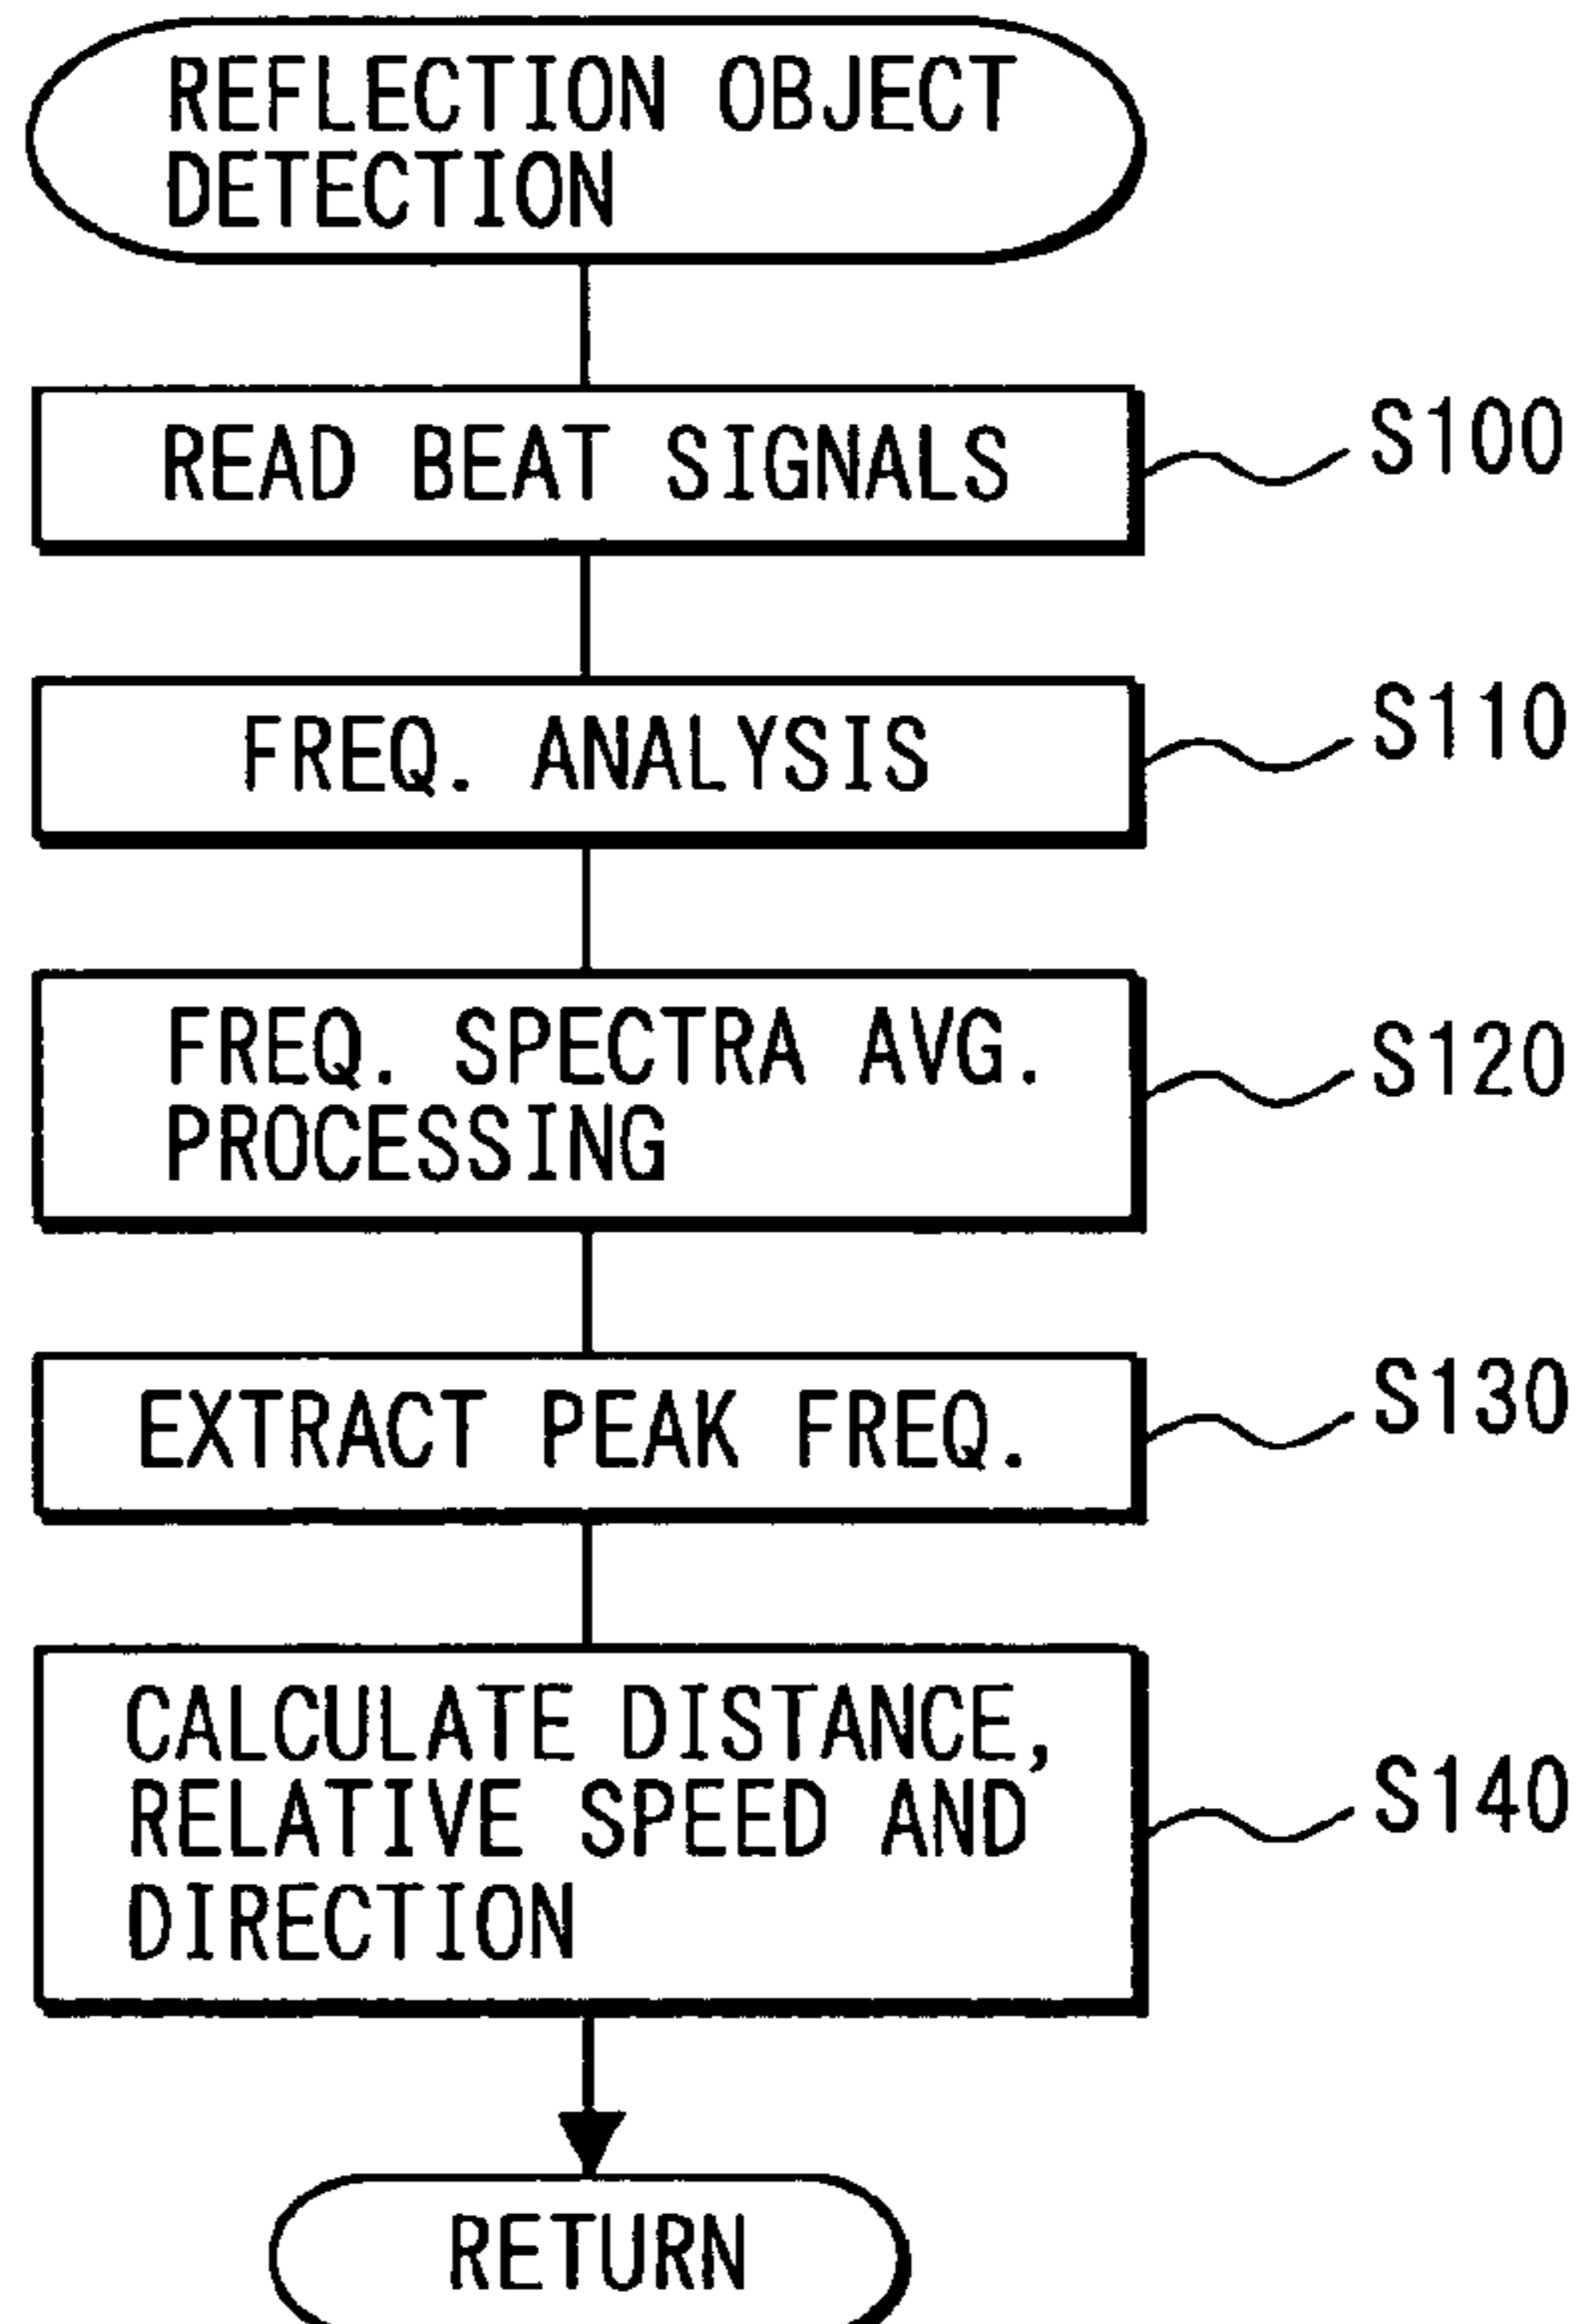 REFLECTION OBJECT
DETECTION
READ BEAT SIGNALS
S100
FREQ. ANALYSIS
S110
FREQ. SPECTRA AVG.
PROCESSING
S120
EXTRACT PEAK FREQ.
S130
CALCULATE DISTANCE,
RELATIVE SPEED AND
DIRECTION
S140
RETURN